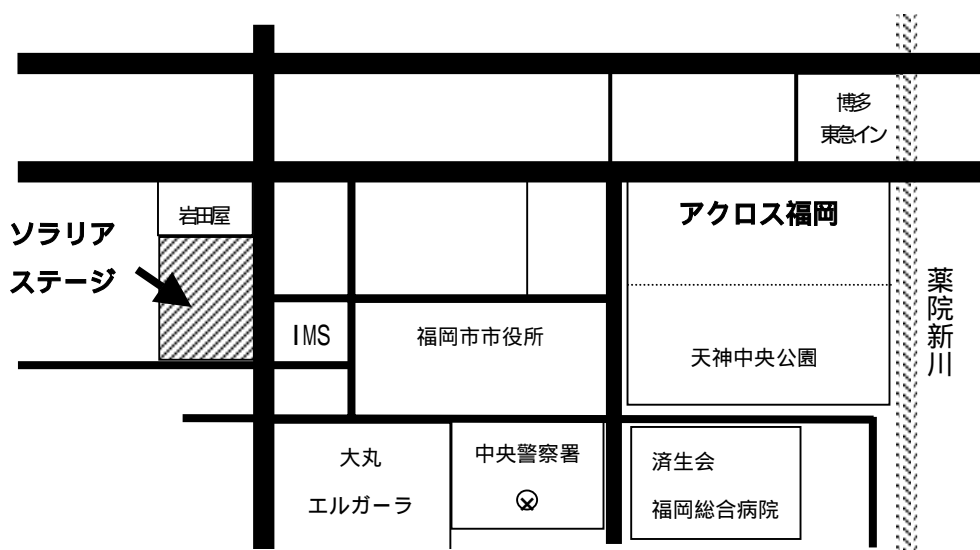 博多
東急イン
岩田屋
アクロス福岡
ソラリア
ステージ
薬院新川
IMS
福岡市市役所
天神中央公園
大丸
エルガーラ
中央警察署
済生会
福岡総合病院